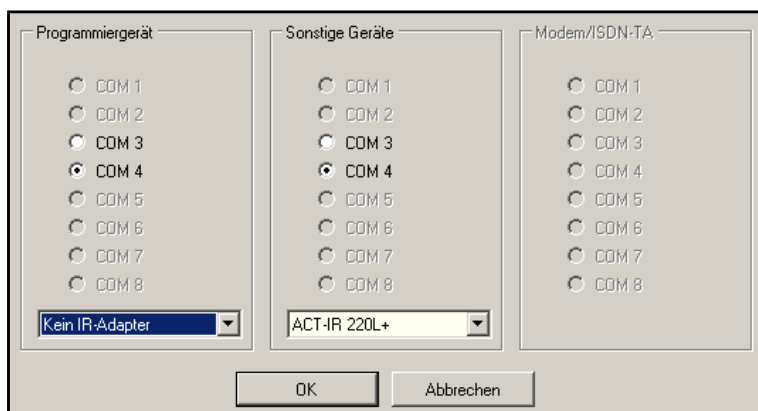 Programmiergerät
COM 1
COM 2
COM 3
COM 4
COM 5
COM 6
COM 7
COM 8
Kein IR-Adapter
Sonstige Geräte
COM 1
COM 2
COM 3
COM 4
COM 5
COM 6
COM 7
COM 8
ACT-IR 220L+
Modem/ISDN-TA
COM 1
COM 2
COM 3
COM 4
COM 5
COM 6
COM 7
COM 8
OK
Abbrechen